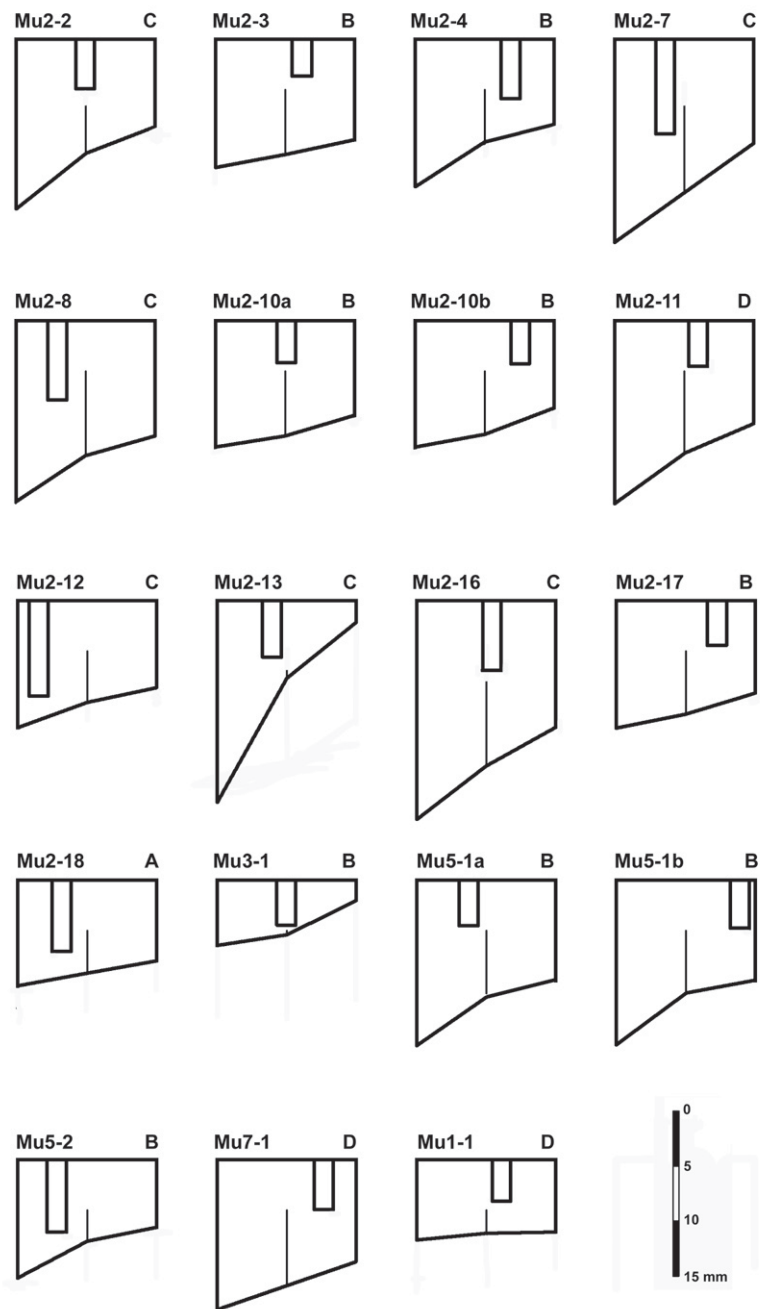 Mu2-2 C Mu2-3 B Mu2-4 B Mu2-7 C
Mu2-8 C Mu2-10a B Mu2-10b B Mu2-11 D
Mu2-12 C Mu2-13 C Mu2-16 C Mu2-17 B
Mu2-18 A Mu3-1 B Mu5-1a B Mu5-1b B
Mu5-2 B Mu7-1 D Mu1-1 D
0
5
10
15 mm